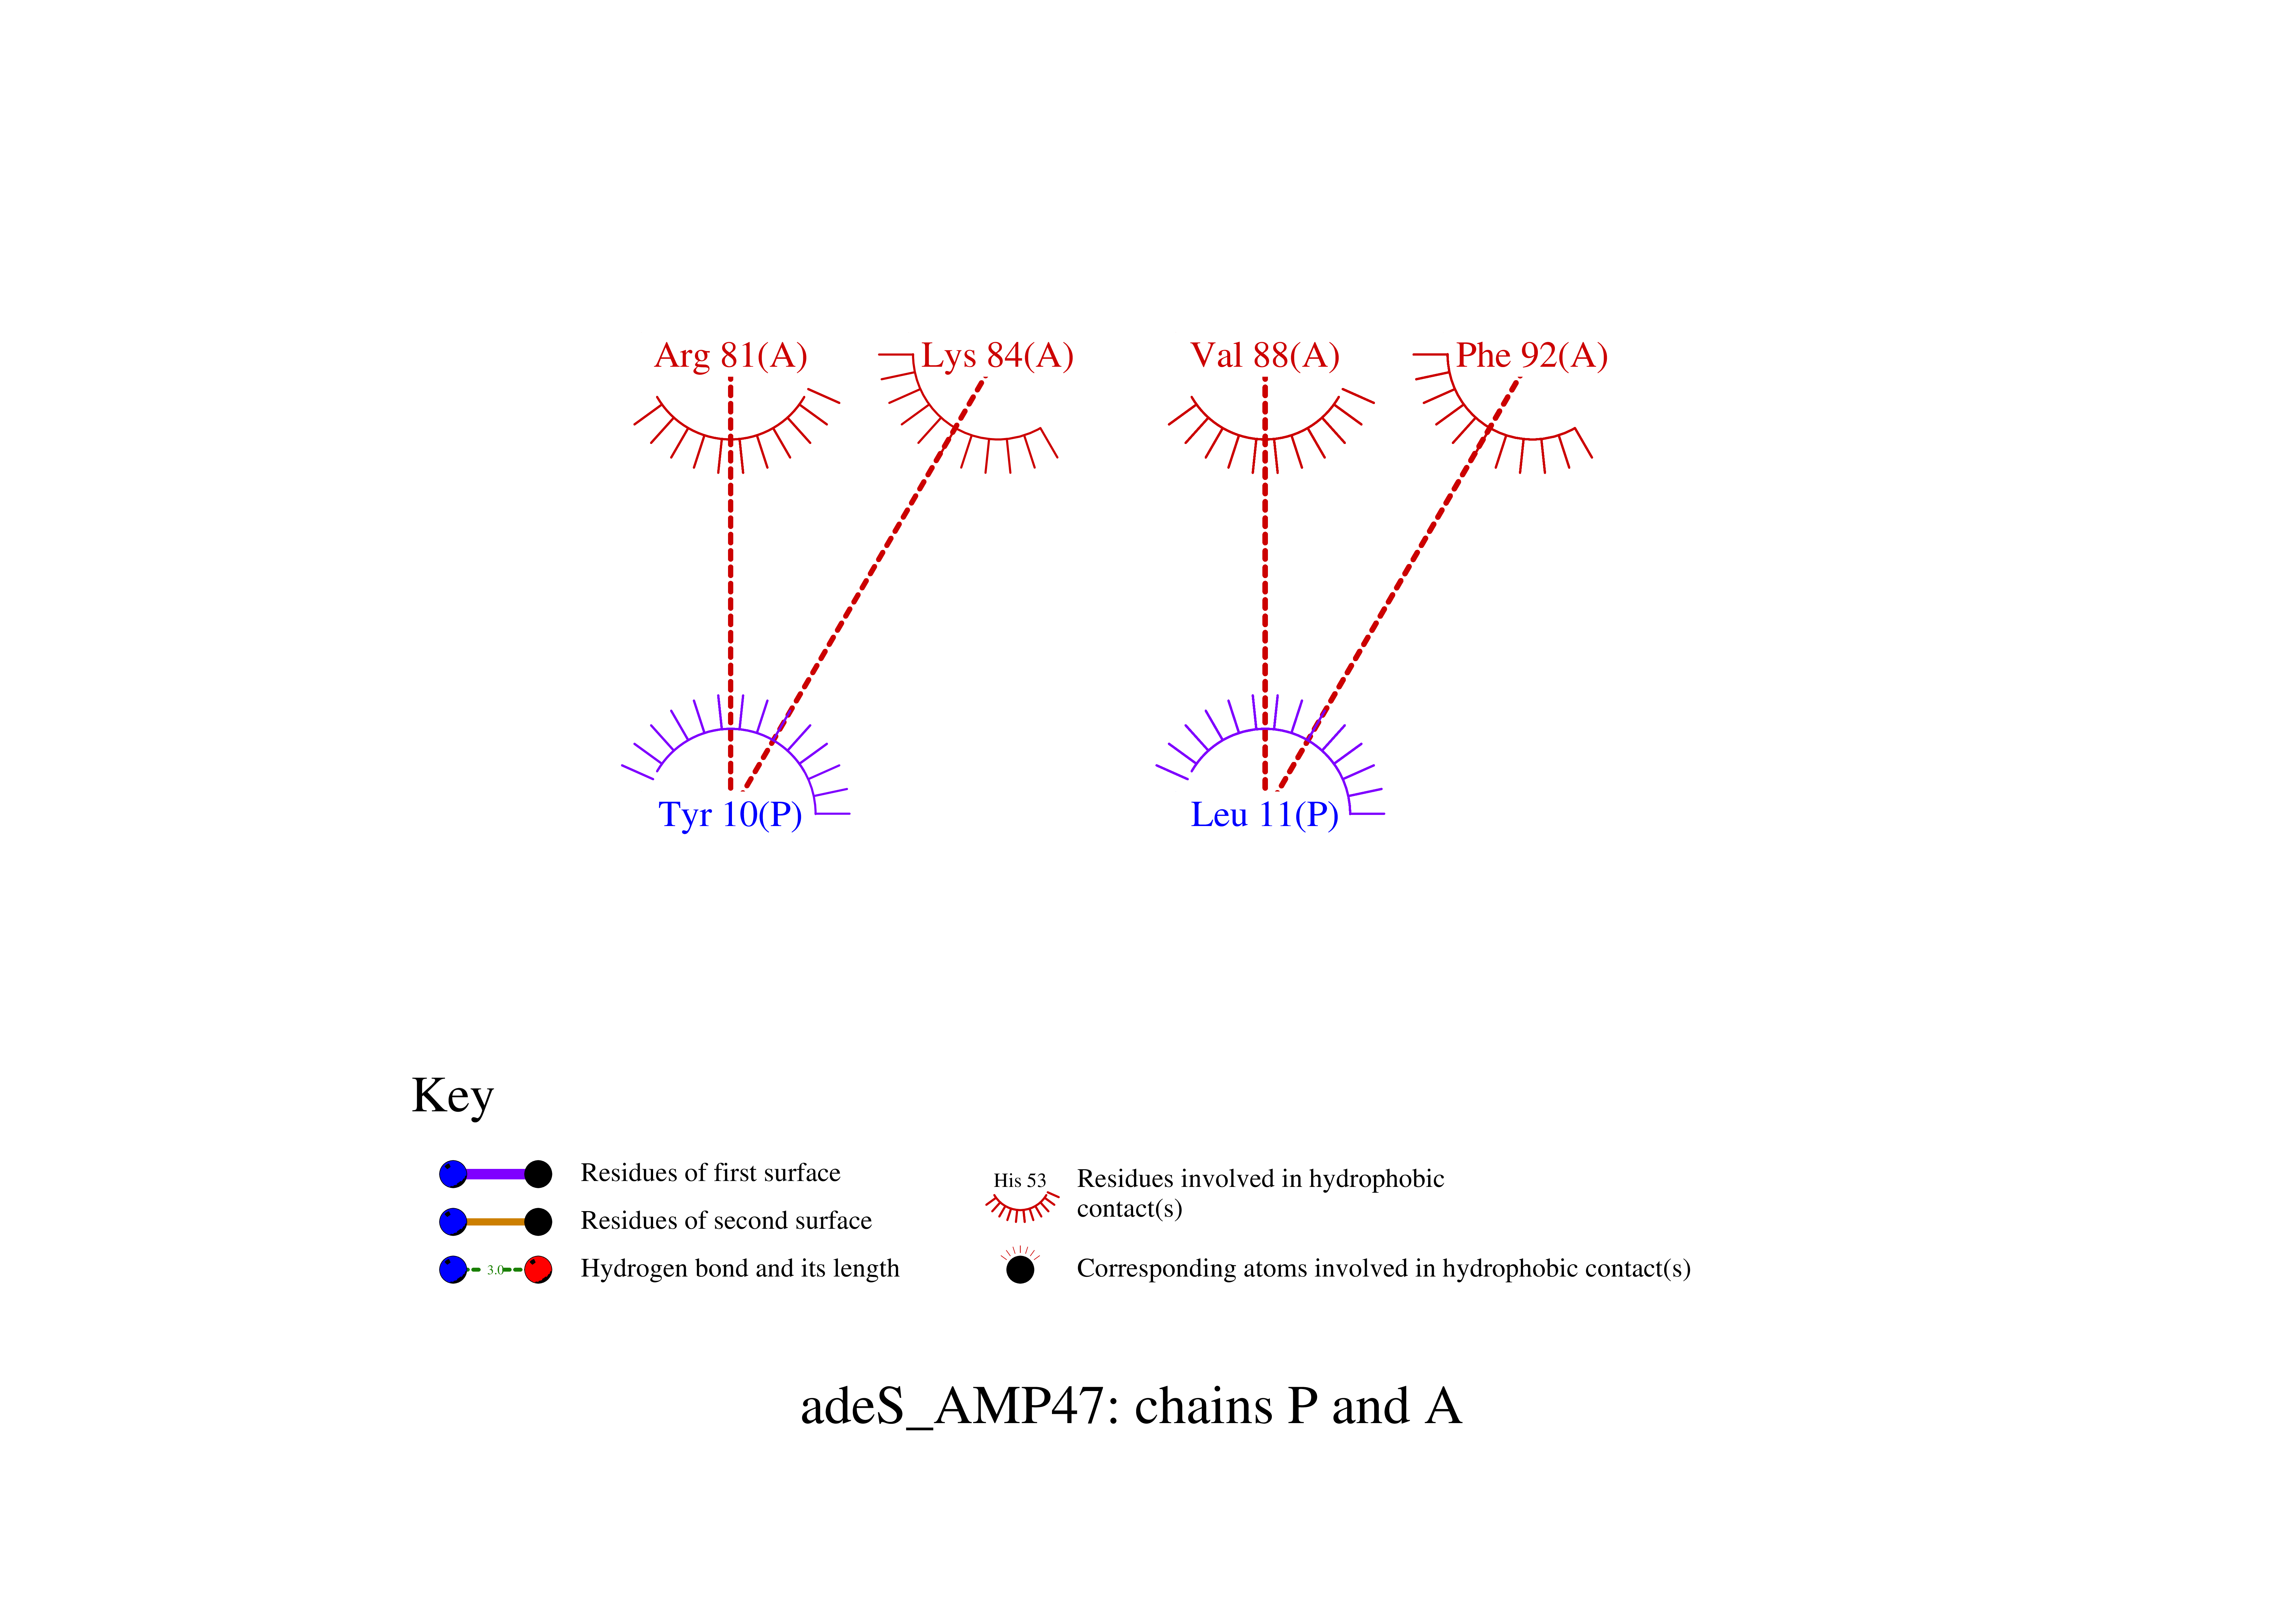 Arg 81(A) Lys 84(A) Val 88(A) Phe 92(A)
Tyr 10(P) Leu 11(P)
Key
Residues of first surface
Residues of second surface
3.0 Hydrogen bond and its length
His 53 Residues involved in hydrophobic
contact(s)
Corresponding atoms involved in hydrophobic contact(s)
adeS_AMP47: chains P and A